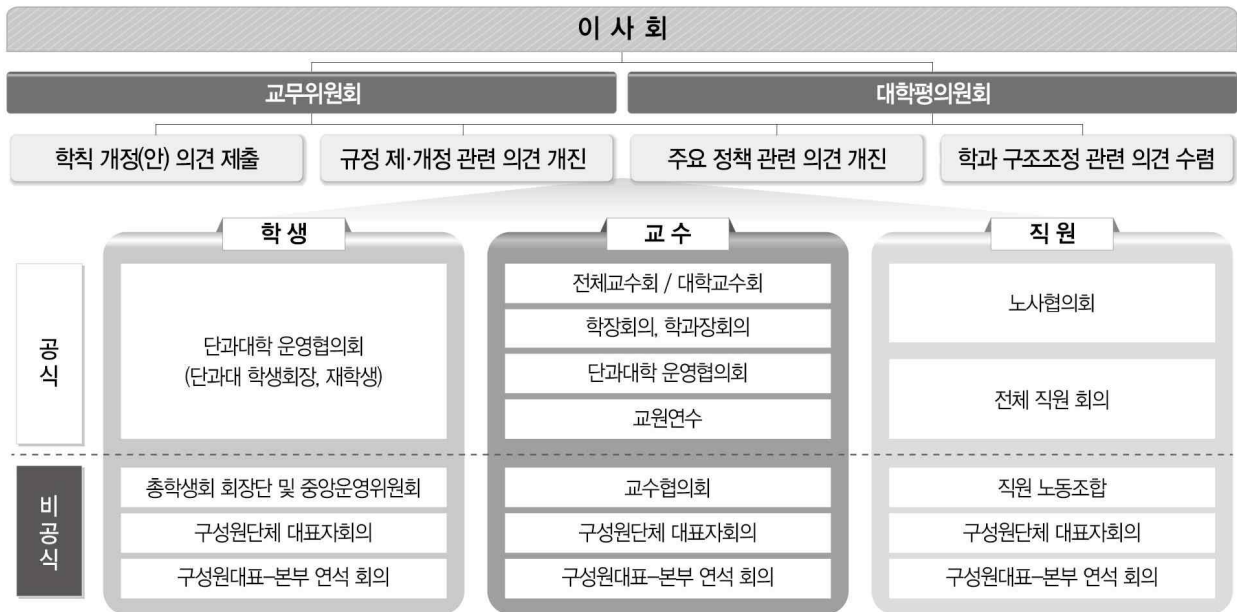 이 사 회
교무위원회
대학평의원회
학칙 개정(안) 의견 제출
규정 제·개정 관련 의견 개진
주요 정책 관련 의견 개진
학과 구조조정 관련 의견 수렴
학 생
교 수
직 원
공식
단과대학 운영협의회
(단과대 학생회장, 재학생)
전체교수회 / 대학교수회
학장회의, 학과장회의
단과대학 운영협의회
교원연수
노사협의회
전체 직원 회의
비공식
총학생회 회장단 및 중앙운영위원회
구성원단체 대표자회의
구성원대표–본부 연석 회의
교수협의회
구성원단체 대표자회의
구성원대표–본부 연석 회의
직원 노동조합
구성원단체 대표자회의
구성원대표–본부 연석 회의